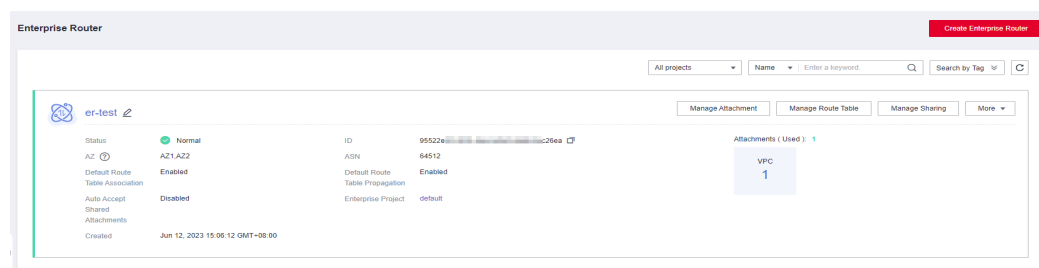 Enterprise Router
Create Enterprise Router
All projects
Name
Enter a keyword.
Search by Tag
er-test
Manage Attachment
Manage Route Table
Manage Sharing
More
Status
Normal
ID
95522e c26ea
Attachments ( Used ): 1
AZ
AZ1,AZ2
ASN
64512
VPC
1
Default Route
Table Association
Enabled
Default Route
Table Propagation
Enabled
Auto Accept
Shared
Attachments
Disabled
Enterprise Project
default
Created
Jun 12, 2023 15:06:12 GMT+08:00